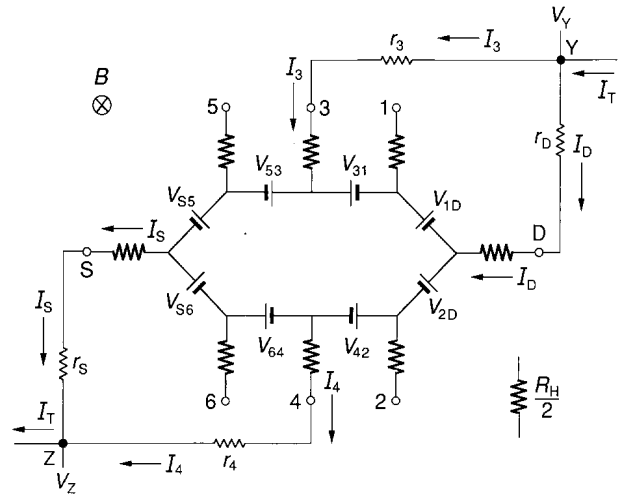 V_Y
I_3
r_3
Y
B
I_3
I_T
5
3
1
r_D
I_D
V_53
V_31
V_S5
V_1D
I_S
S
D
I_D
I_S
V_S6
V_2D
V_64
V_42
r_S
R_H
2
6
4
I_4
2
I_T
Z
V_Z
I_4
r_4